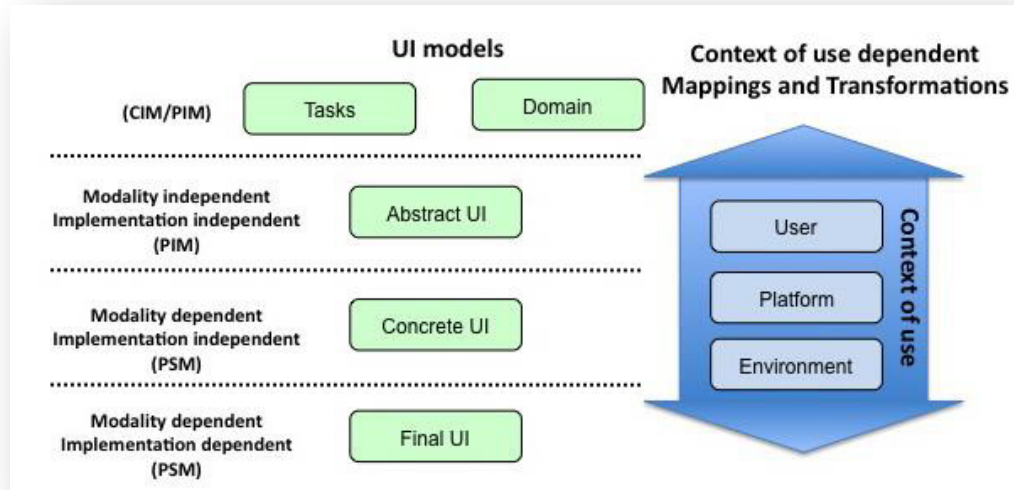 UI models
Context of use dependent
Mappings and Transformations
(CIM/PIM)
Tasks
Domain
Modality independent
Implementation independent
(PIM)
Abstract UI
Modality dependent
Implementation independent
(PSM)
Concrete UI
Modality dependent
Implementation dependent
(PSM)
Final UI
User
Platform
Environment
Context of use